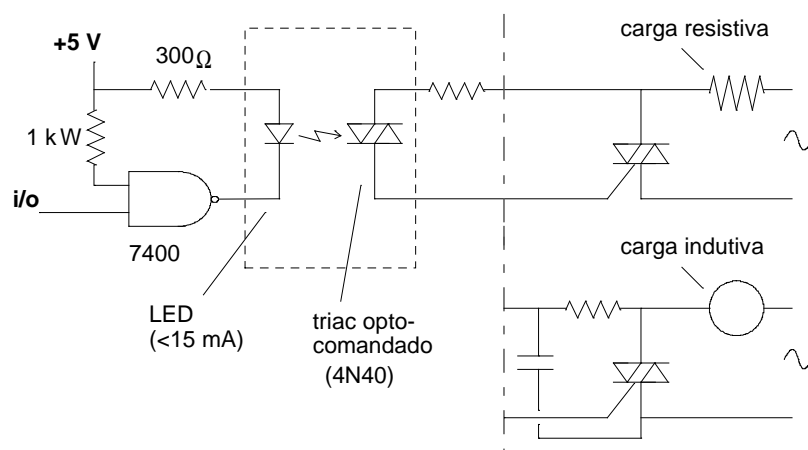 +5 V
300Ω
carga resistiva
1 kW
i/o
7400
carga indutiva
LED
(<15 mA)
triac opto-
comandado
(4N40)